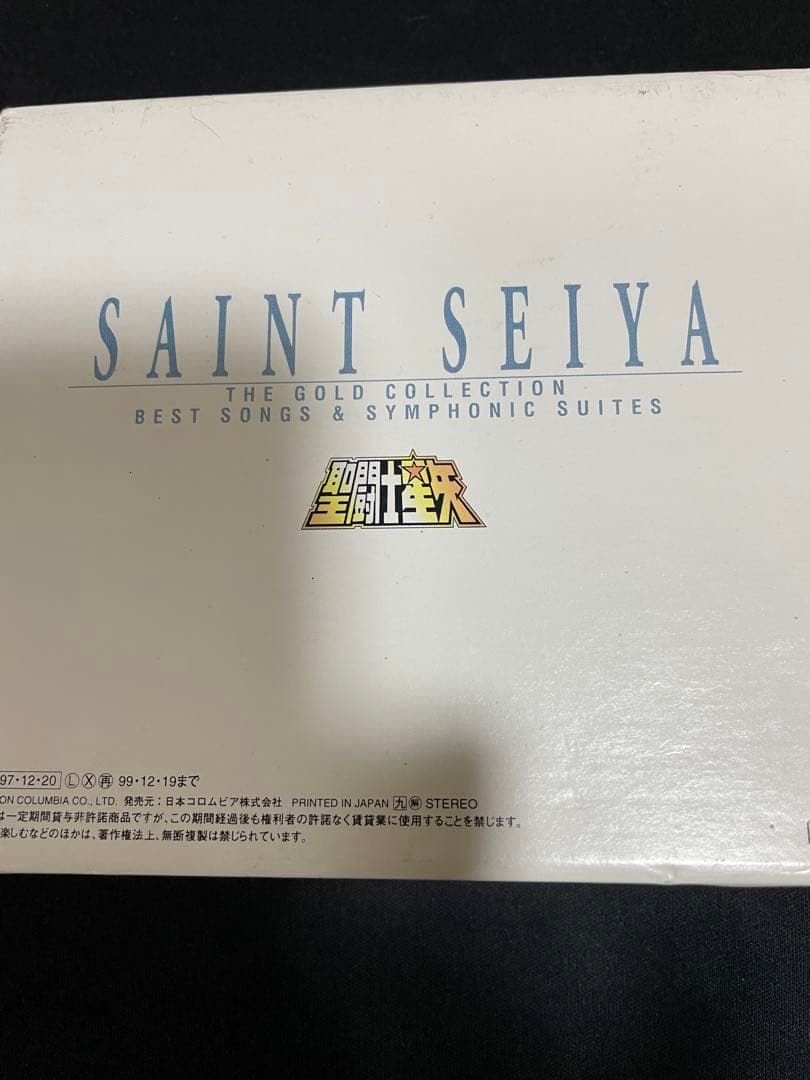 SAINT SEIYA
THE GOLD COLLECTION
BEST SONGS & SYMPHONIC SUITES
聖闘士星矢
97・12・20 Ⓛ Ⓧ ㊢ 99・12・19まで
ON COLUMBIA CO., LTD. 発売元：日本コロムビア株式会社 PRINTED IN JAPAN 九 解 STEREO
は一定期間貸与非許諾商品ですが、この期間経過後も権利者の許諾なく賃貸業に使用することを禁じます。
楽しむなどのほかは、著作権法上、無断複製は禁じられています。